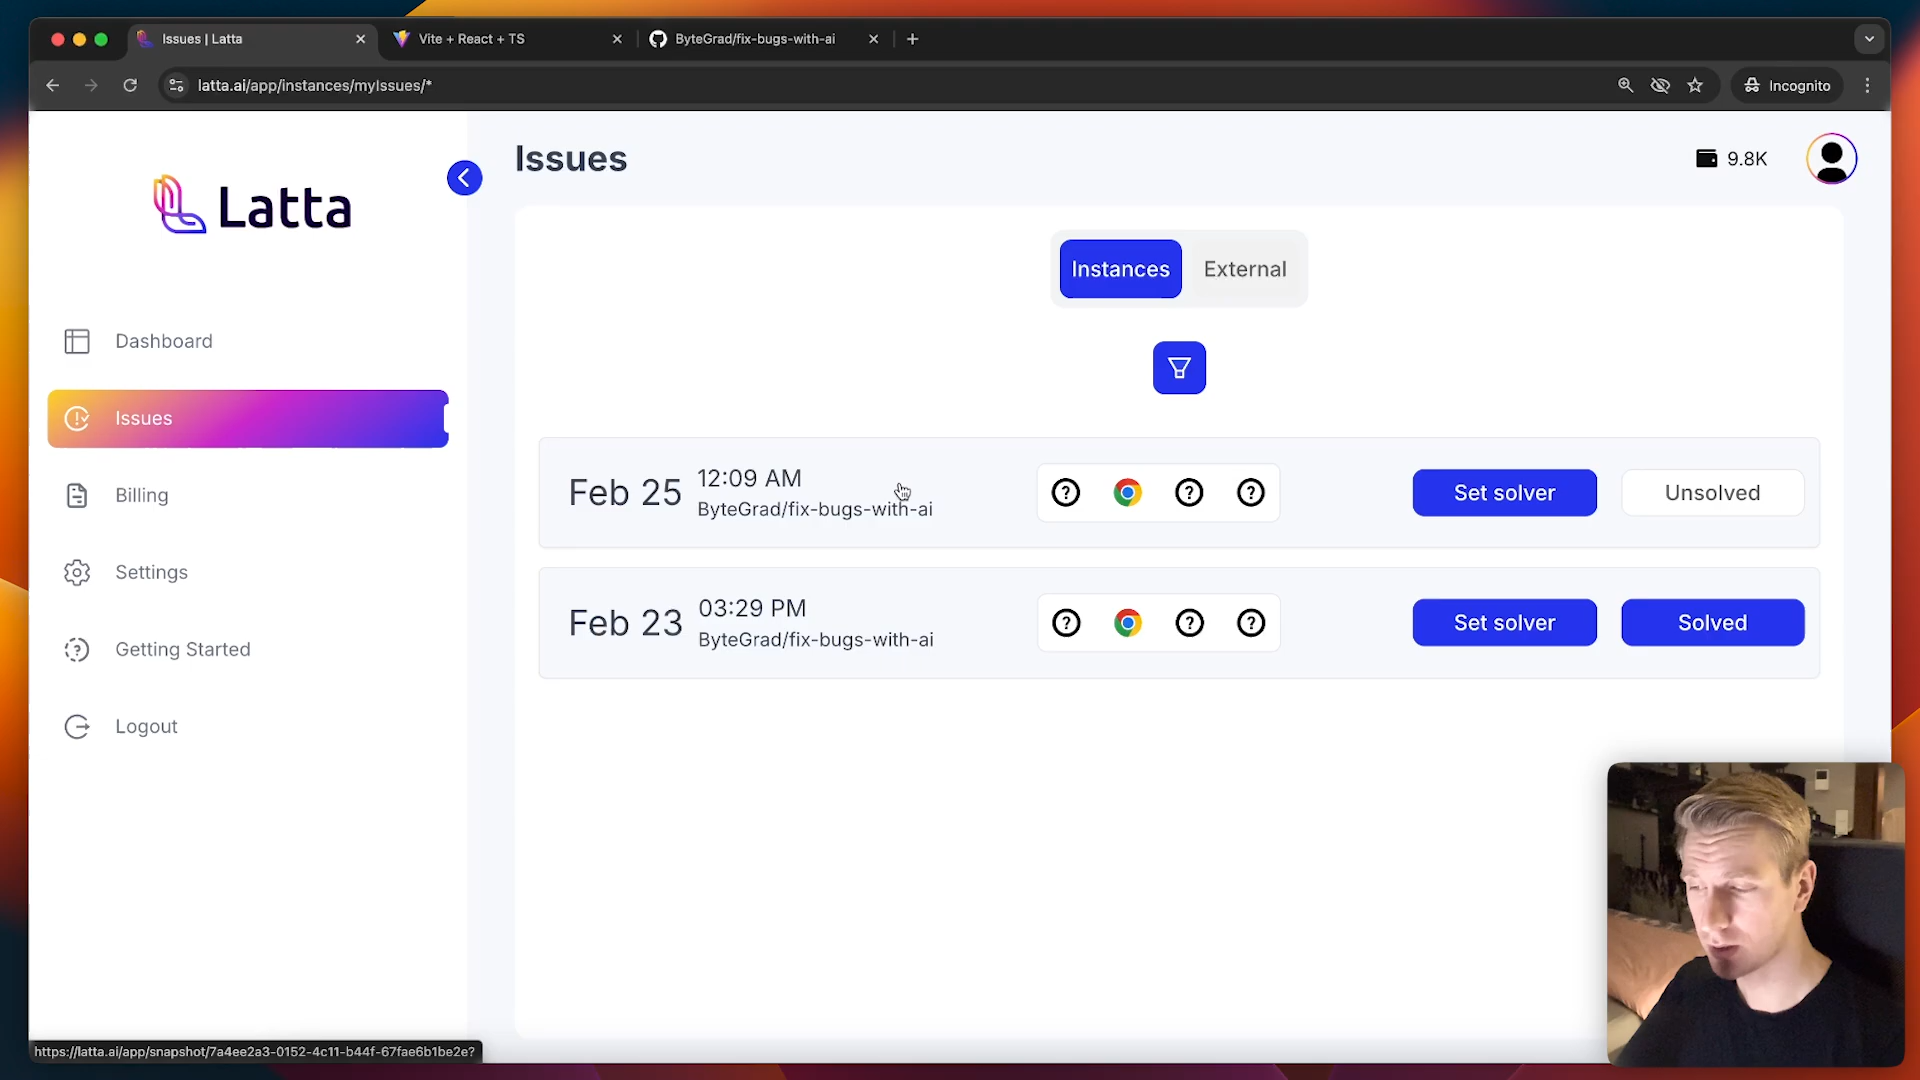 Issues | Latta
Vite + React + TS
ByteGrad/fix-bugs-with-ai
latta.ai/app/instances/myIssues/*
Incognito
Latta
Issues
9.8K
Instances
External
Dashboard
Issues
Billing
Settings
Getting Started
Logout
Feb 25
12:09 AM
ByteGrad/fix-bugs-with-ai
Set solver
Unsolved
Feb 23
03:29 PM
ByteGrad/fix-bugs-with-ai
Set solver
Solved
https://latta.ai/app/snapshot/7a4ee2a3-0152-4c11-b44f-67fae6b1be2e?